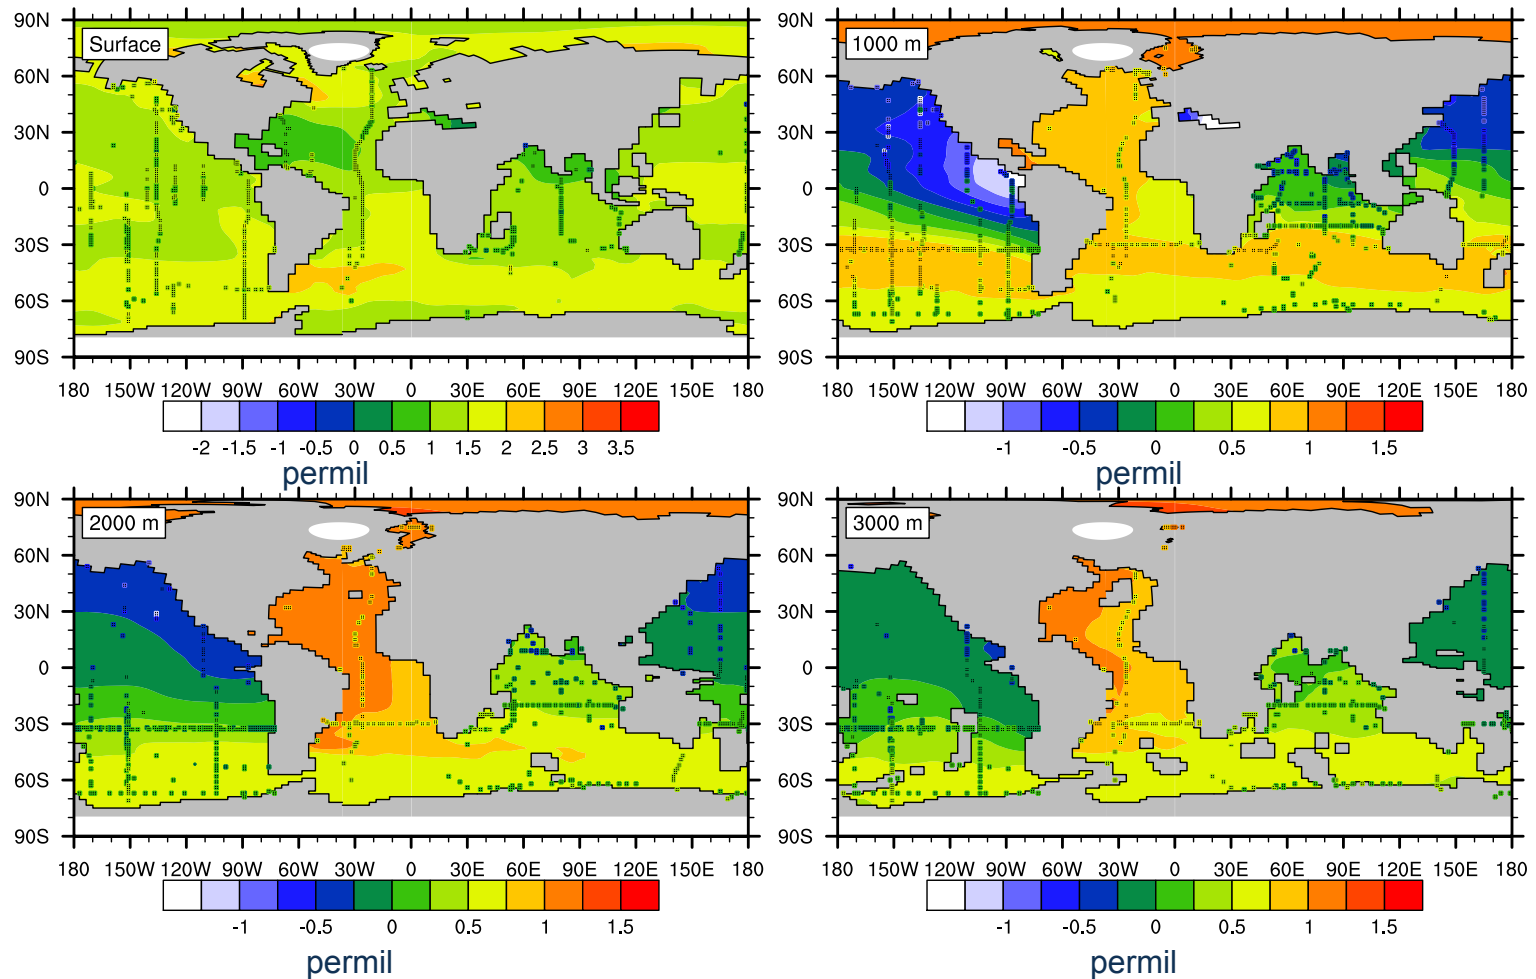 90N 90N
Surface 1000 m
60N 60N
30N 30N
0 0
30S 30S
60S 60S
90S 90S
180 150W 120W 90W 60W 30W 0 30E 60E 90E 120E 150E 180 180 150W 120W 90W 60W 30W 0 30E 60E 90E 120E 150E 180
-2 -1.5 -1 -0.5 0 0.5 1 1.5 2 2.5 3 3.5 -1 -0.5 0 0.5 1 1.5
permil permil
90N 90N
2000 m 3000 m
60N 60N
30N 30N
0 0
30S 30S
60S 60S
90S 90S
180 150W 120W 90W 60W 30W 0 30E 60E 90E 120E 150E 180 180 150W 120W 90W 60W 30W 0 30E 60E 90E 120E 150E 180
-1 -0.5 0 0.5 1 1.5 -1 -0.5 0 0.5 1 1.5
permil permil